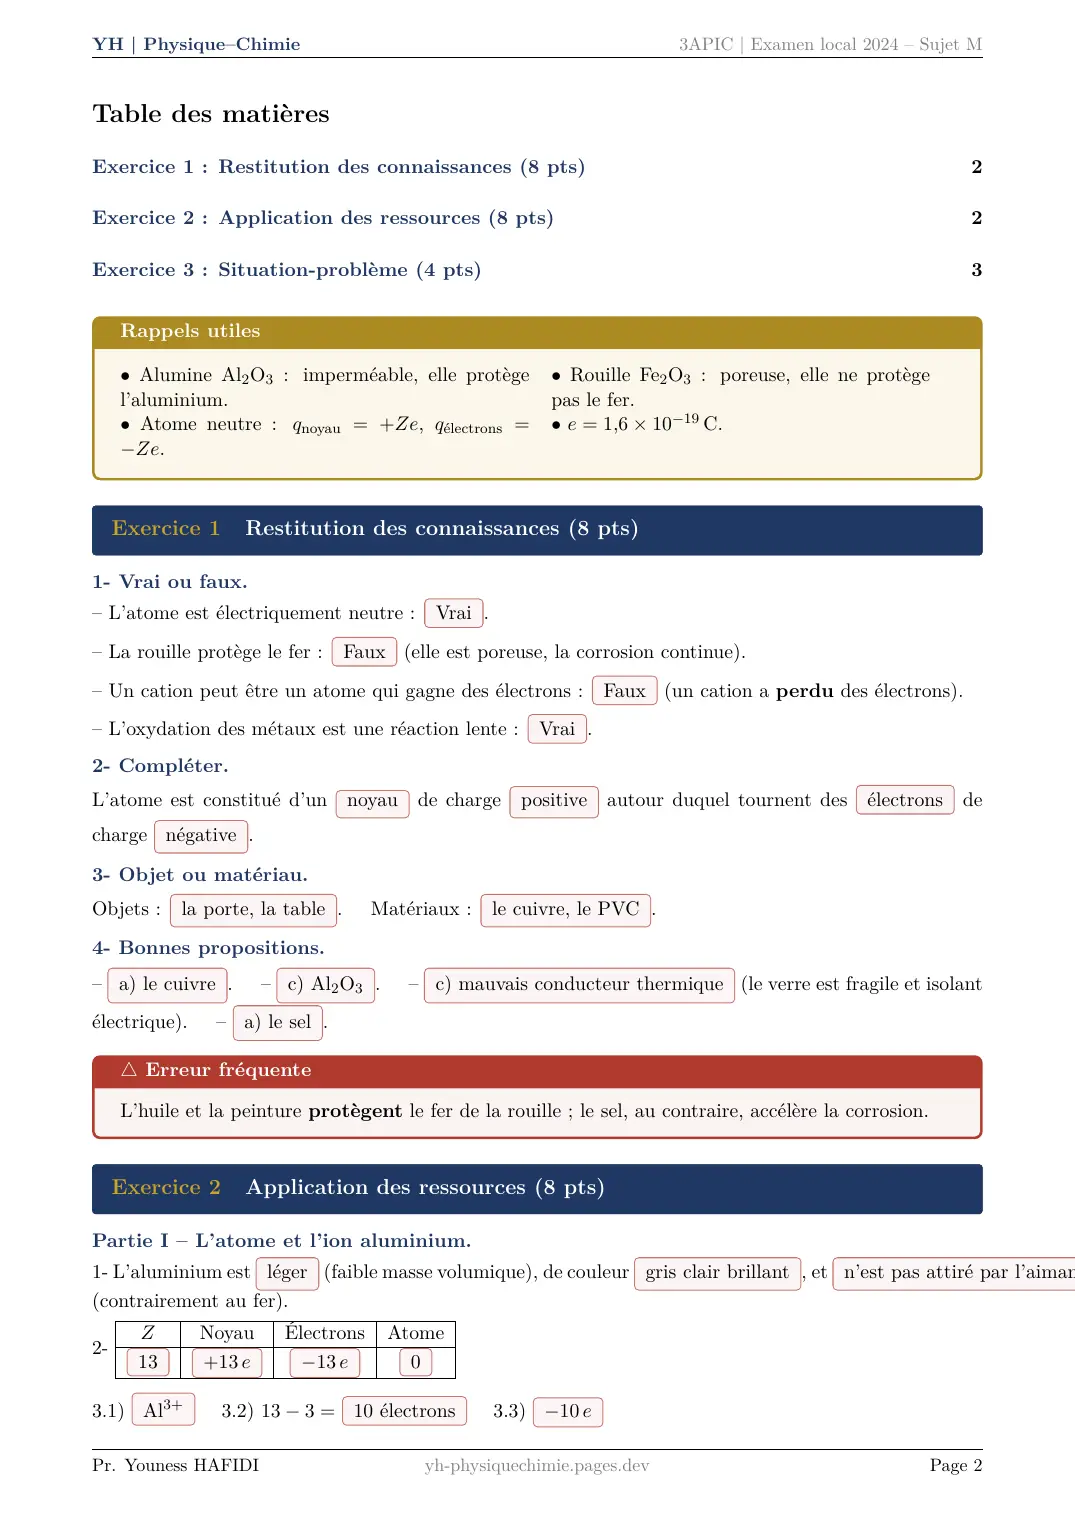 YH | Physique–Chimie 3APIC | Examen local 2024 – Sujet M
Table des matières
Exercice 1 : Restitution des connaissances (8 pts) 2
Exercice 2 : Application des ressources (8 pts) 2
Exercice 3 : Situation-problème (4 pts) 3
Rappels utiles
• Alumine Al₂O₃ : imperméable, elle protège
l'aluminium.
• Atome neutre : q_noyau = +Ze, q_électrons =
−Ze.
• Rouille Fe₂O₃ : poreuse, elle ne protège
pas le fer.
• e = 1,6 × 10⁻¹⁹ C.
Exercice 1 Restitution des connaissances (8 pts)
1- Vrai ou faux.
– L'atome est électriquement neutre : Vrai.
– La rouille protège le fer : Faux (elle est poreuse, la corrosion continue).
– Un cation peut être un atome qui gagne des électrons : Faux (un cation a perdu des électrons).
– L'oxydation des métaux est une réaction lente : Vrai.
2- Compléter.
L'atome est constitué d'un noyau de charge positive autour duquel tournent des électrons de
charge négative.
3- Objet ou matériau.
Objets : la porte, la table. Matériaux : le cuivre, le PVC.
4- Bonnes propositions.
– a) le cuivre. – c) Al₂O₃. – c) mauvais conducteur thermique (le verre est fragile et isolant
électrique). – a) le sel.
△ Erreur fréquente
L'huile et la peinture protègent le fer de la rouille ; le sel, au contraire, accélère la corrosion.
Exercice 2 Application des ressources (8 pts)
Partie I – L'atome et l'ion aluminium.
1- L'aluminium est léger (faible masse volumique), de couleur gris clair brillant, et n'est pas attiré par
(contrairement au fer).
2- Z Noyau Électrons Atome
13 +13 e −13 e 0
3.1) Al³⁺ 3.2) 13 − 3 = 10 électrons 3.3) −10 e
Pr. Youness HAFIDI yh-physiquechimie.pages.dev Page 2